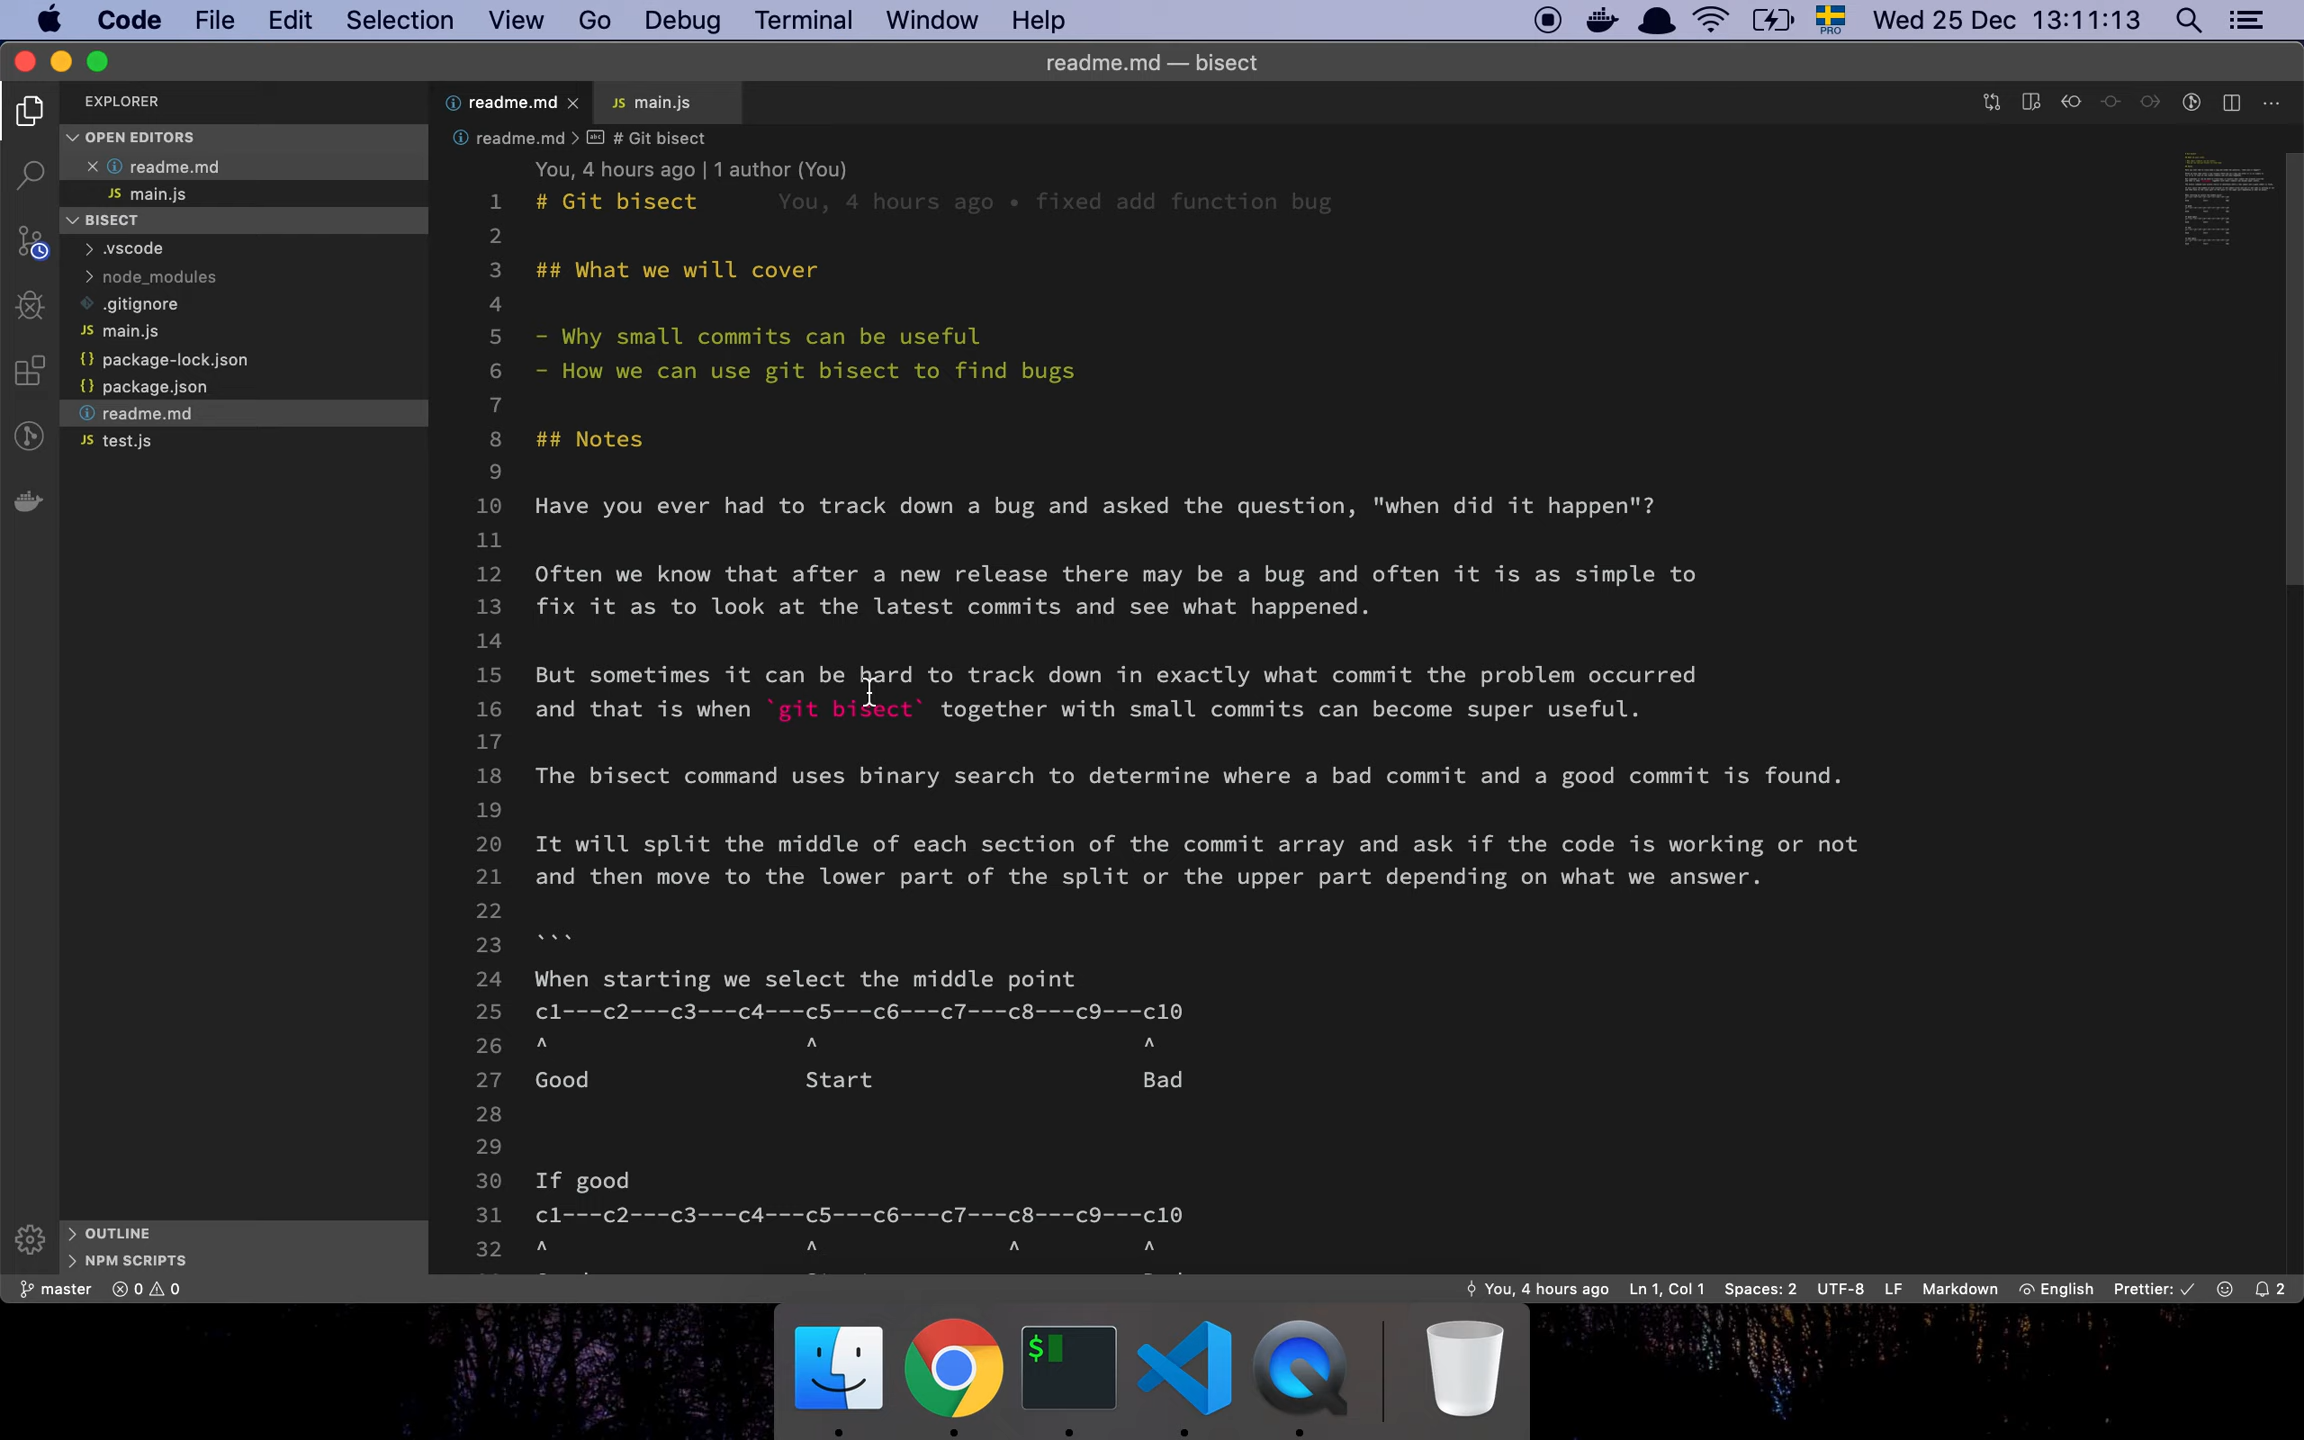 Code File Edit Selection View Go Debug Terminal Window Help PRO Wed 25 Dec 13:11:13
readme.md — bisect
EXPLORER
OPEN EDITORS
readme.md
JS main.js
BISECT
.vscode
node_modules
.gitignore
JS main.js
{} package-lock.json
{} package.json
readme.md
JS test.js
OUTLINE
NPM SCRIPTS
readme.md JS main.js
readme.md > abc # Git bisect
You, 4 hours ago | 1 author (You)
1 # Git bisect You, 4 hours ago • fixed add function bug
2
3 ## What we will cover
4
5 - Why small commits can be useful
6 - How we can use git bisect to find bugs
7
8 ## Notes
9
10 Have you ever had to track down a bug and asked the question, "when did it happen"?
11
12 Often we know that after a new release there may be a bug and often it is as simple to
13 fix it as to look at the latest commits and see what happened.
14
15 But sometimes it can be hard to track down in exactly what commit the problem occurred
16 and that is when `git bisect` together with small commits can become super useful.
17
18 The bisect command uses binary search to determine where a bad commit and a good commit is found.
19
20 It will split the middle of each section of the commit array and ask if the code is working or not
21 and then move to the lower part of the split or the upper part depending on what we answer.
22
23 ```
24 When starting we select the middle point
25 c1---c2---c3---c4---c5---c6---c7---c8---c9---c10
26 ^ ^ ^
27 Good Start Bad
28
29
30 If good
31 c1---c2---c3---c4---c5---c6---c7---c8---c9---c10
32 ^ ^ ^ ^
master 0 0 You, 4 hours ago Ln 1, Col 1 Spaces: 2 UTF-8 LF Markdown English Prettier: ✓ 2
$